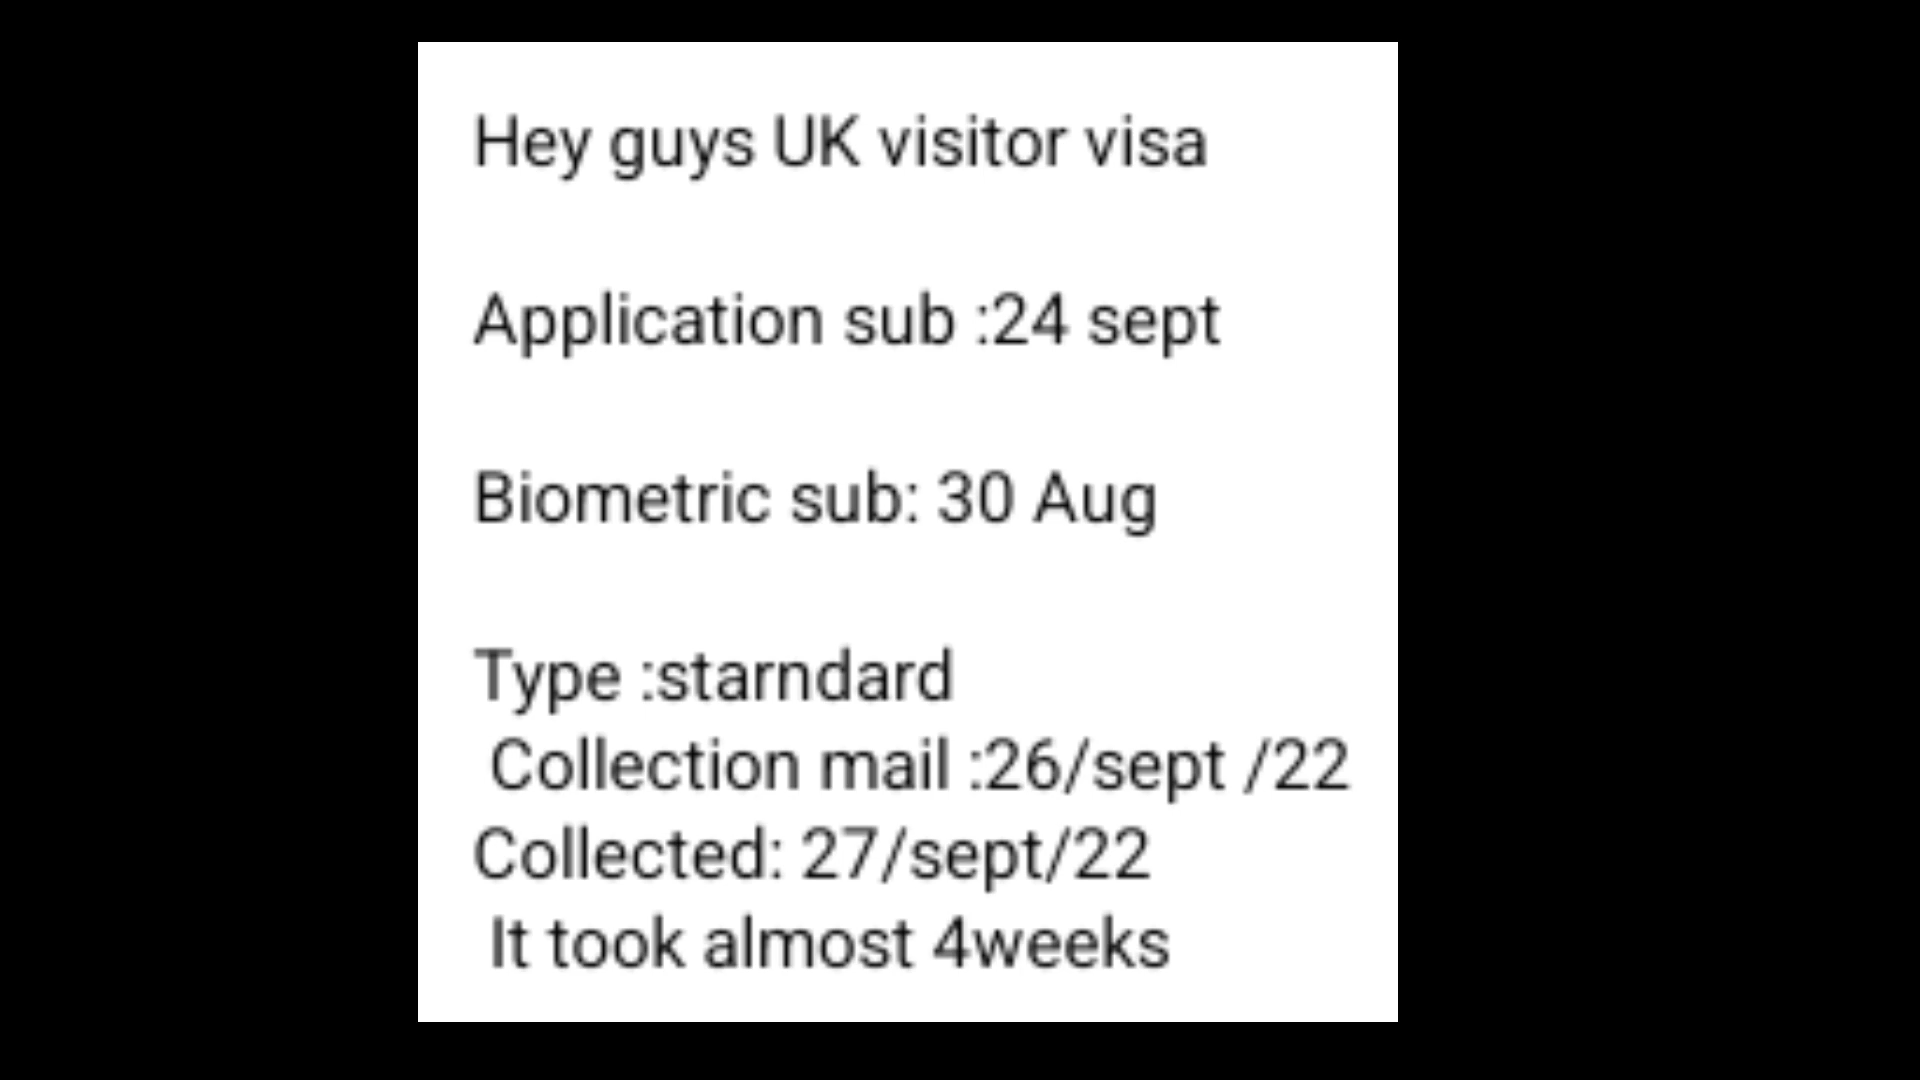 Hey guys UK visitor visa
Application sub :24 sept
Biometric sub: 30 Aug
Type :starndard
Collection mail :26/sept /22
Collected: 27/sept/22
It took almost 4weeks